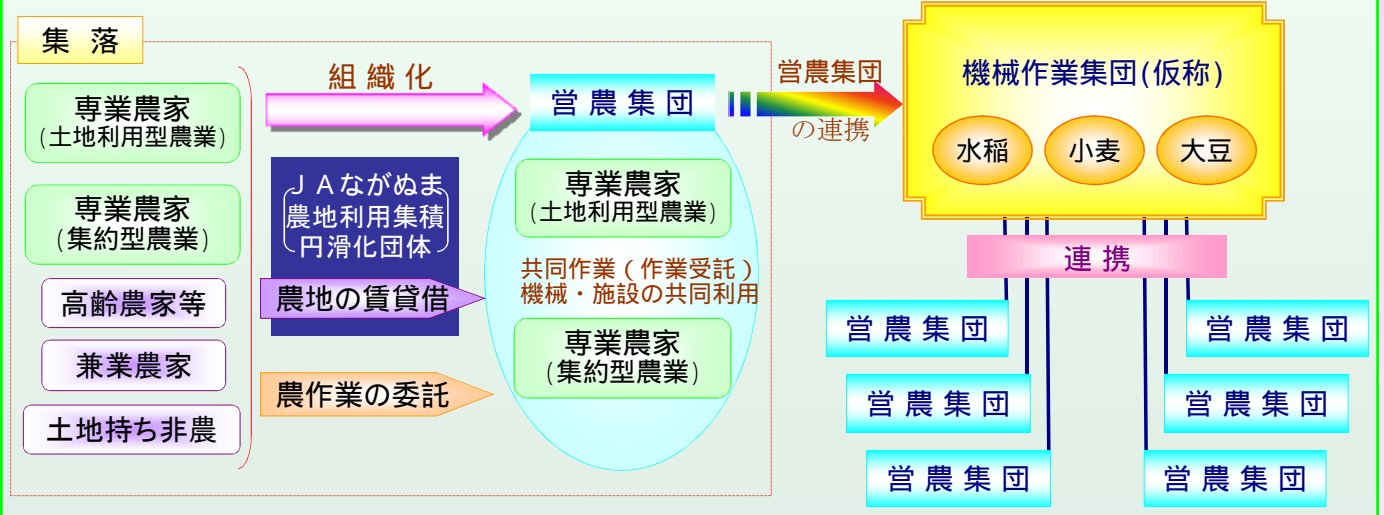 集 落
専業農家
(土地利用型農業)
専業農家
(集約型農業)
高齢農家等
兼業農家
土地持ち非農
組 織 化
ＪＡながぬま
農地利用集積
円滑化団体
農地の賃貸借
農作業の委託
営 農 集 団
専業農家
(土地利用型農業)
共同作業（作業受託）
機械・施設の共同利用
専業農家
(集約型農業)
営農集団
の連携
機械作業集団(仮称)
水稲
小麦
大豆
連 携
営 農 集 団
営 農 集 団
営 農 集 団
営 農 集 団
営 農 集 団
営 農 集 団